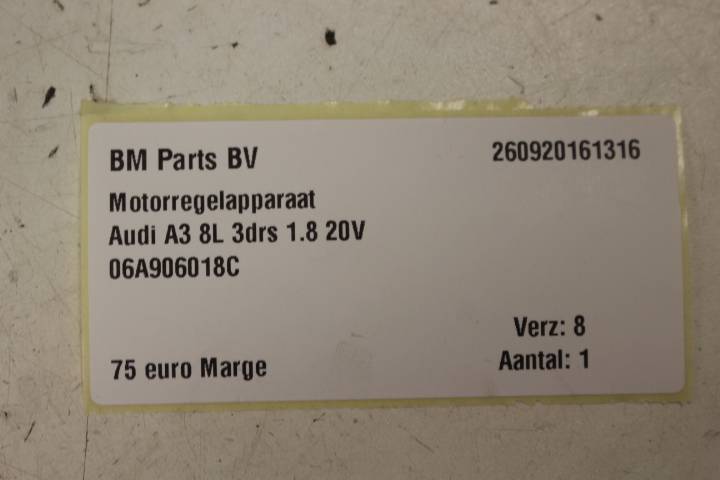 BM Parts BV 260920161316
Motorregelapparaat
Audi A3 8L 3drs 1.8 20V
06A906018C
Verz: 8
75 euro Marge Aantal: 1